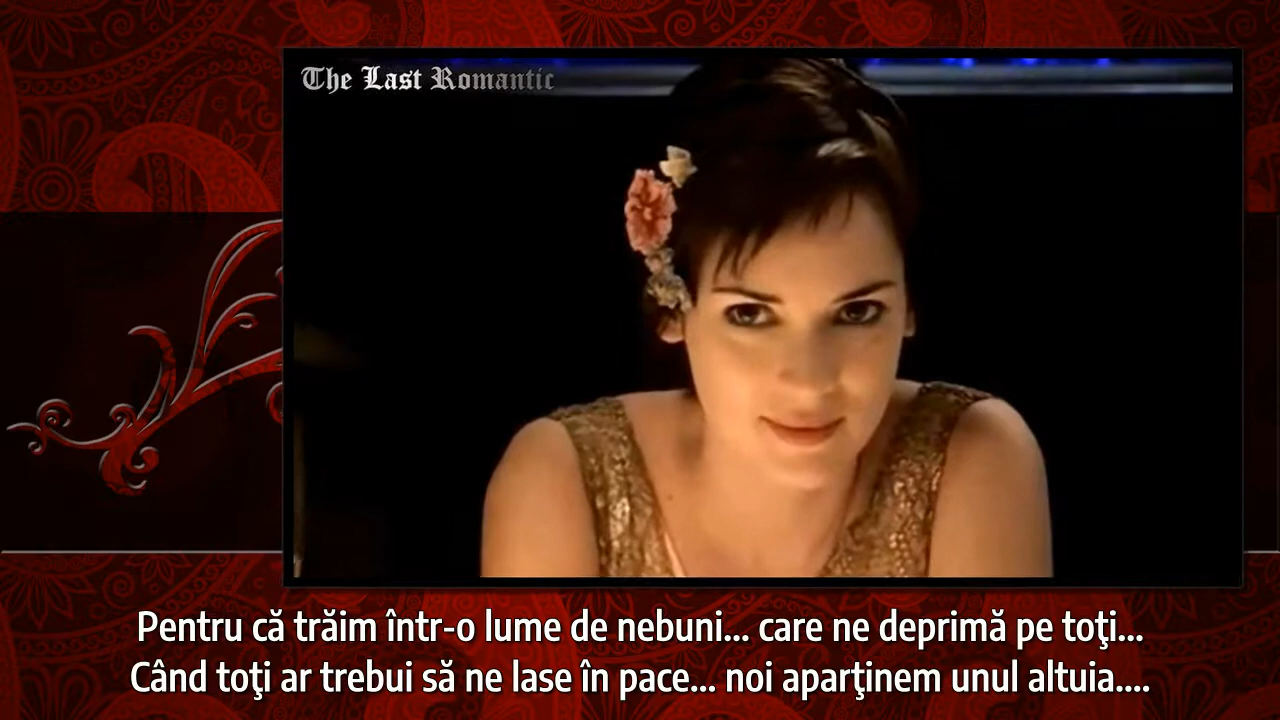 The Last Romantic
Pentru că trăim într-o lume de nebuni... care ne deprimă pe toţi...
Când toţi ar trebui să ne lase în pace... noi aparţinem unul altuia....